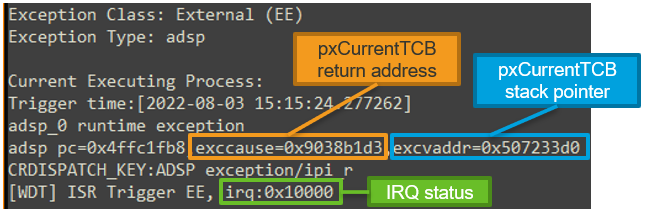 Exception Class: External (EE)
Exception Type: adsp
pxCurrentTCB
return address
pxCurrentTCB
stack pointer
Current Executing Process:
Trigger time:[2022-08-03 15:15:24.277262]
adsp_0 runtime exception
adsp pc=0x4ffc1fb8,exccause=0x9038b1d3,excvaddr=0x507233d0
CRDISPATCH_KEY:ADSP exception/ipi_r
[WDT] ISR Trigger EE, irq:0x10000
IRQ status